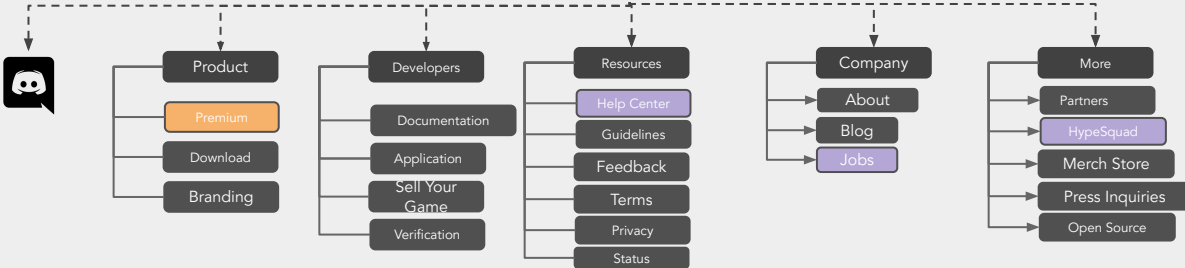 Product
Premium
Download
Branding
Developers
Documentation
Application
Sell Your
Game
Verification
Resources
Help Center
Guidelines
Feedback
Terms
Privacy
Status
Company
About
Blog
Jobs
More
Partners
HypeSquad
Merch Store
Press Inquiries
Open Source